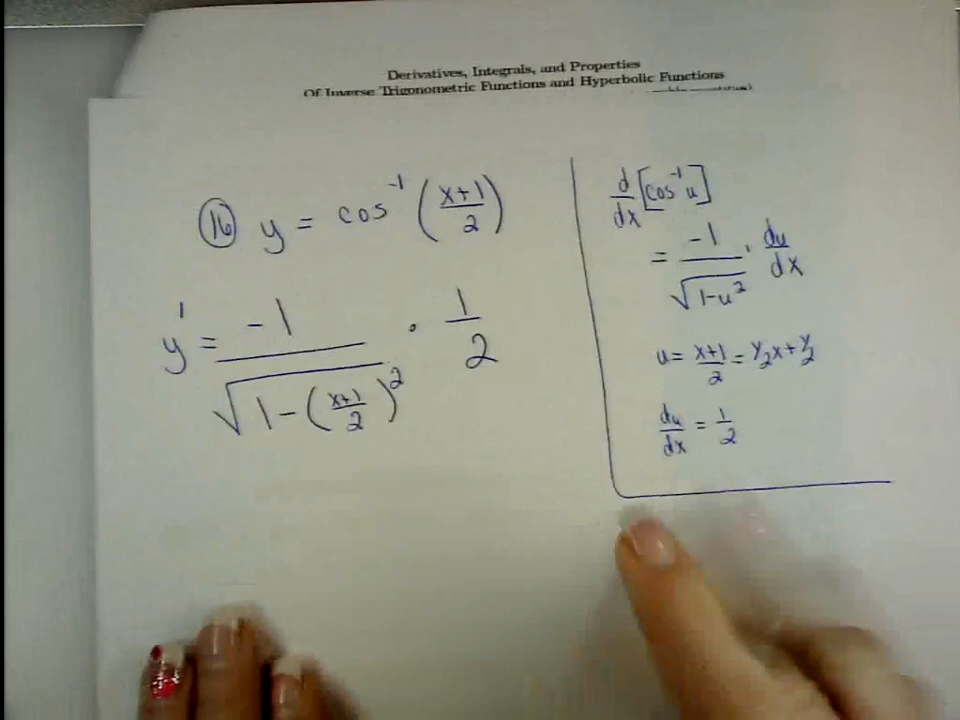 Derivatives, Integrals, and Properties
Of Inverse Trigonometric Functions and Hyperbolic Functions
16 y = cos⁻¹ (x+1/2)
y' = -1/√(1-(x+1/2)²) · 1/2
d/dx [cos⁻¹ u]
= -1/√(1-u²) · du/dx
u = x+1/2 = ½x + ½
du/dx = 1/2